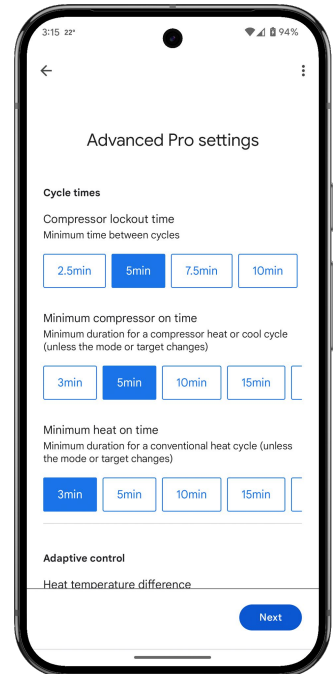 3:15 22° 94%
Advanced Pro settings
Cycle times
Compressor lockout time
Minimum time between cycles
2.5min 5min 7.5min 10min
Minimum compressor on time
Minimum duration for a compressor heat or cool cycle
(unless the mode or target changes)
3min 5min 10min 15min
Minimum heat on time
Minimum duration for a conventional heat cycle (unless
the mode or target changes)
3min 5min 10min 15min
Adaptive control
Heat temperature difference
Next